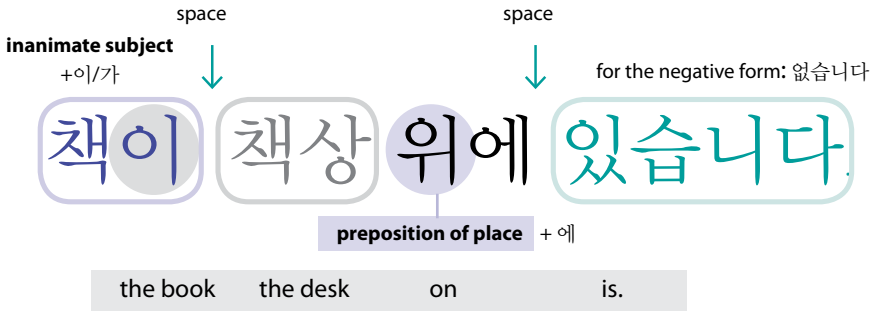 space space
inanimate subject
+이/가
for the negative form: 없습니다
책이 책상 위에 있습니다.
preposition of place + 에
the book the desk on is.